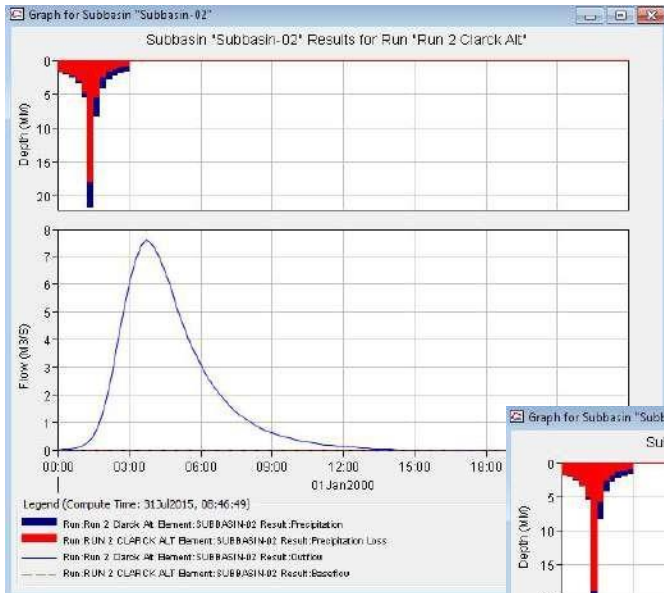 Graph for Subbasin "Subbasin-02"
Subbasin "Subbasin-02" Results for Run "Run 2 Clarck Alt"
Depth (MM)
0
5
10
15
20
Flow (M3/S)
8
7
6
5
4
3
2
1
0
00:00 03:00 06:00 09:00 12:00 15:00 18:00
01Jan2000
Legend (Compute Time: 31Jul2015, 08:46:49)
Run:Run 2 Clarck Alt Element:SUBBASIN-02 Result:Precipitation
Run:RUN 2 CLARCK ALT Element:SUBBASIN-02 Result:Precipitation Loss
Run:Run 2 Clarck Alt Element:SUBBASIN-02 Result:Outflow
Run:RUN 2 CLARCK ALT Element:SUBBASIN-02 Result:Baseflow
Graph for Subbasin "Subb
Su
Depth (MM)
0
5
10
15